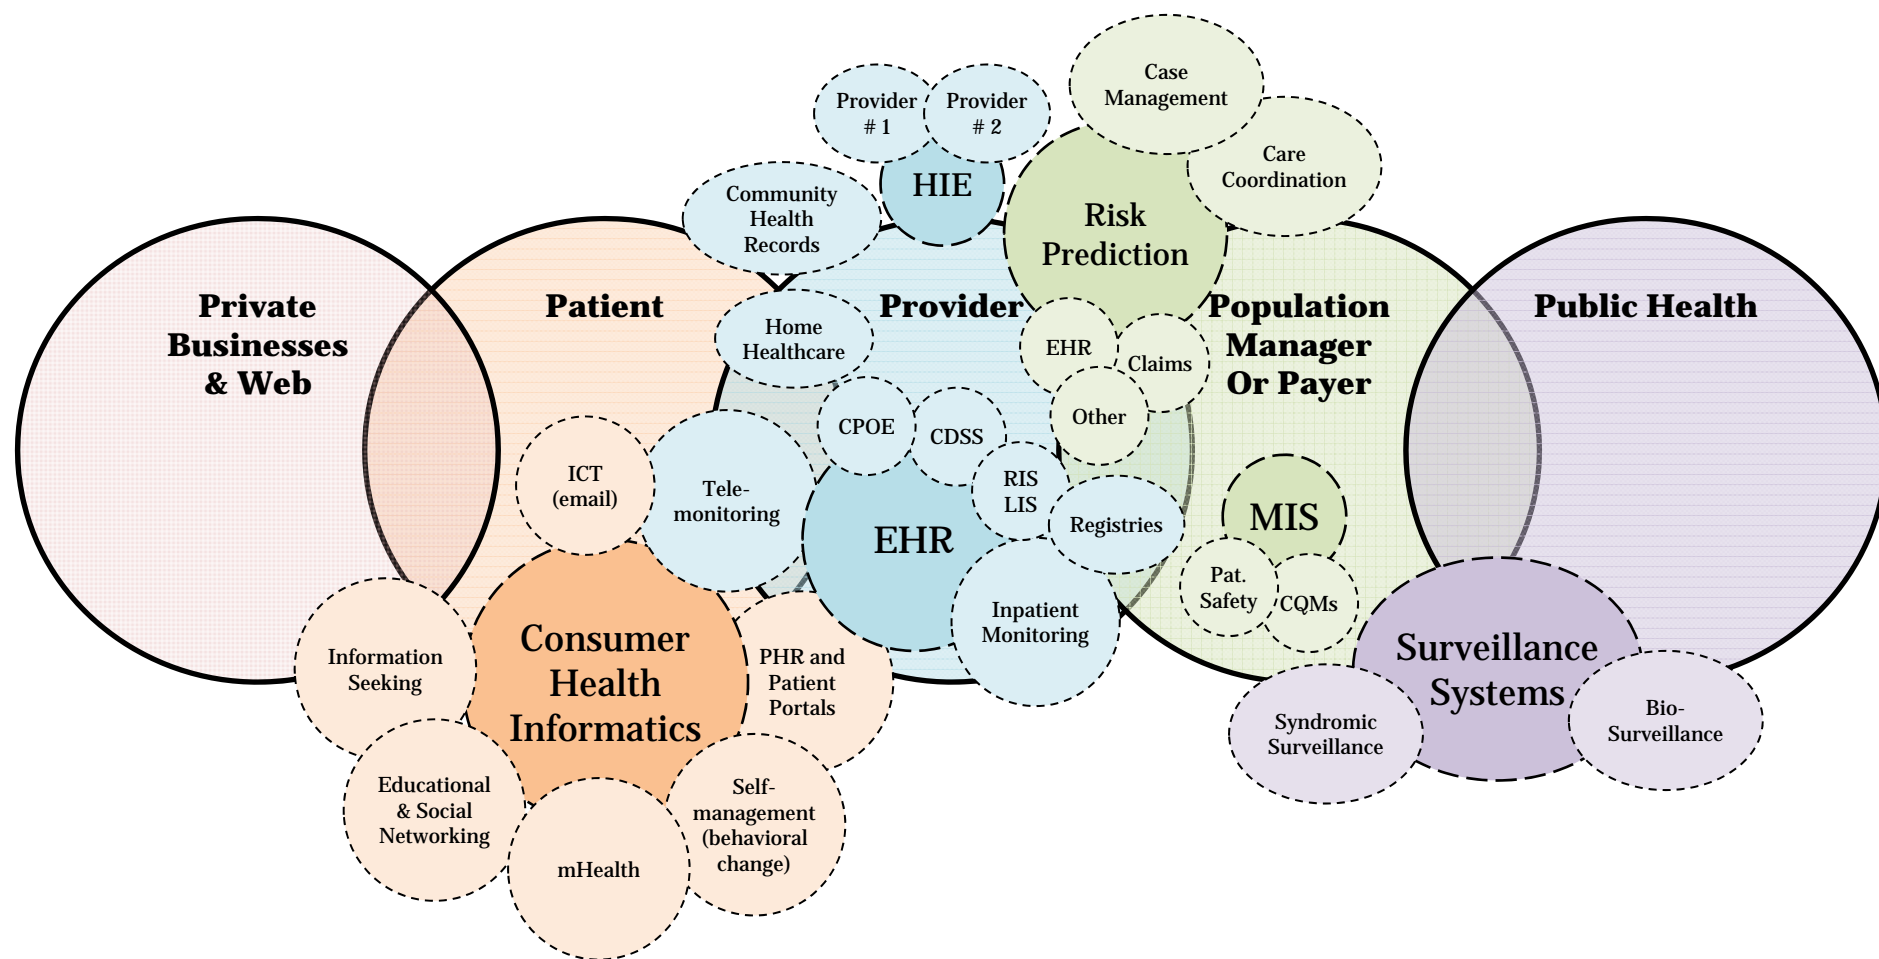 Case
Management
Provider
# 1
Provider
# 2
Care
Coordination
HIE
Community
Health
Records
Risk
Prediction
Private
Businesses
& Web
Patient
Provider
Population
Manager
Or Payer
Public Health
Home
Healthcare
EHR
Claims
Other
CPOE
CDSS
ICT
(email)
Tele-
monitoring
RIS
LIS
Registries
MIS
EHR
Pat.
Safety
CQMs
Inpatient
Monitoring
Consumer
Health
Informatics
Information
Seeking
PHR and
Patient
Portals
Surveillance
Systems
Syndromic
Surveillance
Bio-
Surveillance
Educational
& Social
Networking
Self-
management
(behavioral
change)
mHealth